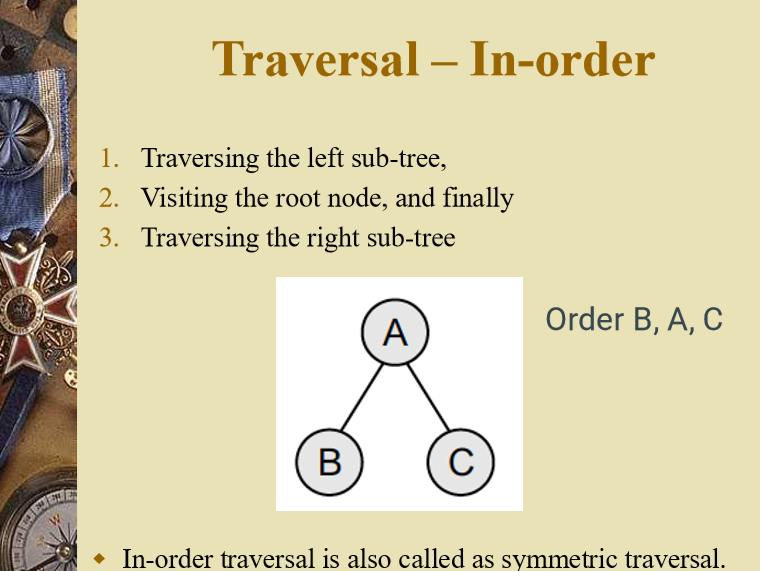 Traversal – In-order
1. Traversing the left sub-tree,
2. Visiting the root node, and finally
3. Traversing the right sub-tree
A
Order B, A, C
B C
In-order traversal is also called as symmetric traversal.